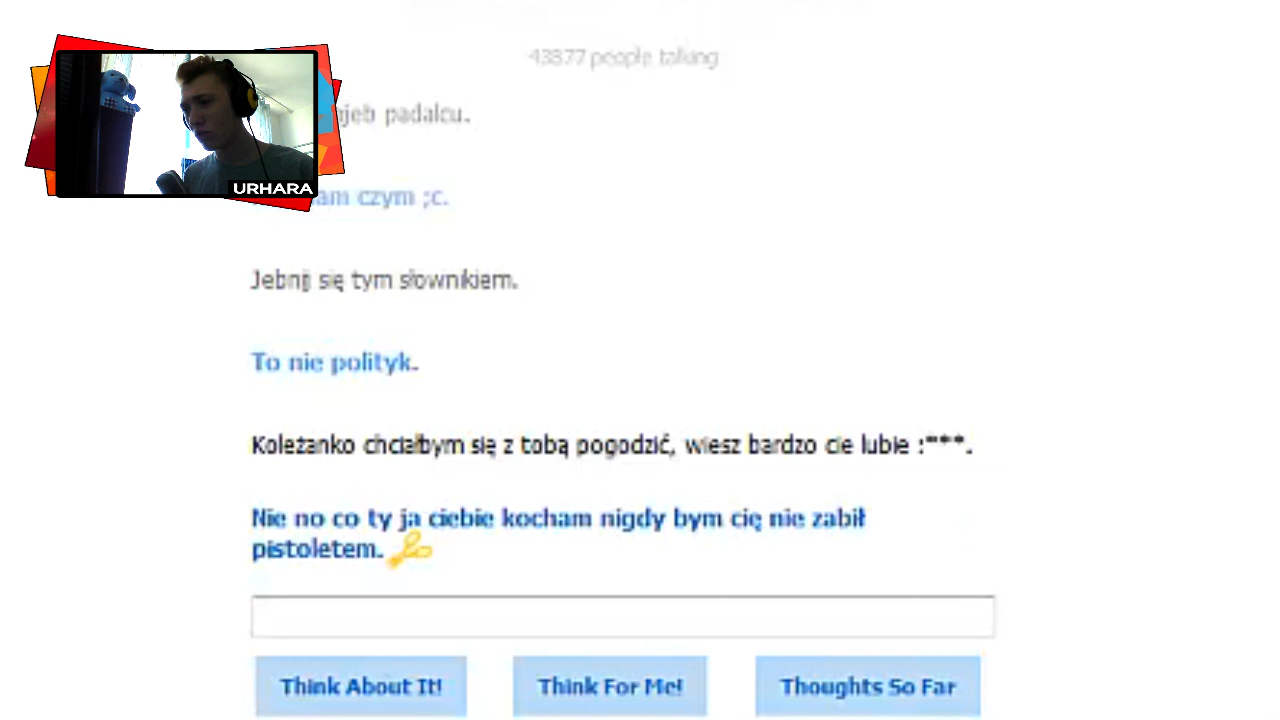 43877 people talking
padalcu.
czym ;c.
URHARA
Jebnij się tym słownikiem.
To nie polityk.
Koleżanko chciałbym się z tobą pogodzić, wiesz bardzo cie lubie :****.
Nie no co ty ja ciebie kocham nigdy bym cię nie zabił
pistoletem.
Think About It! Think For Me! Thoughts So Far